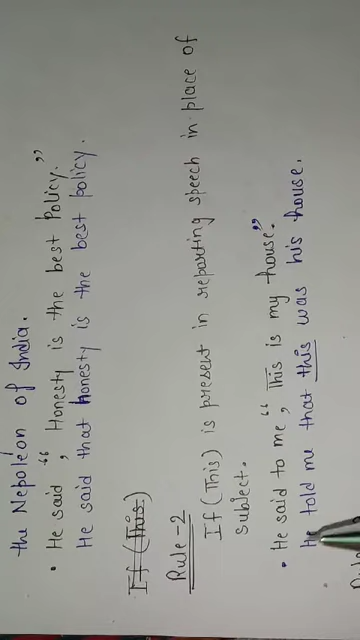 the Nepoleon of India.
• He said, "Honesty is the best Policy."
He said that honesty is the best policy.
If (This)
Rule-2
If (This) is present in reporting speech in place of
subject.
• He said to me, "This is my house."
He told me that this was his house.